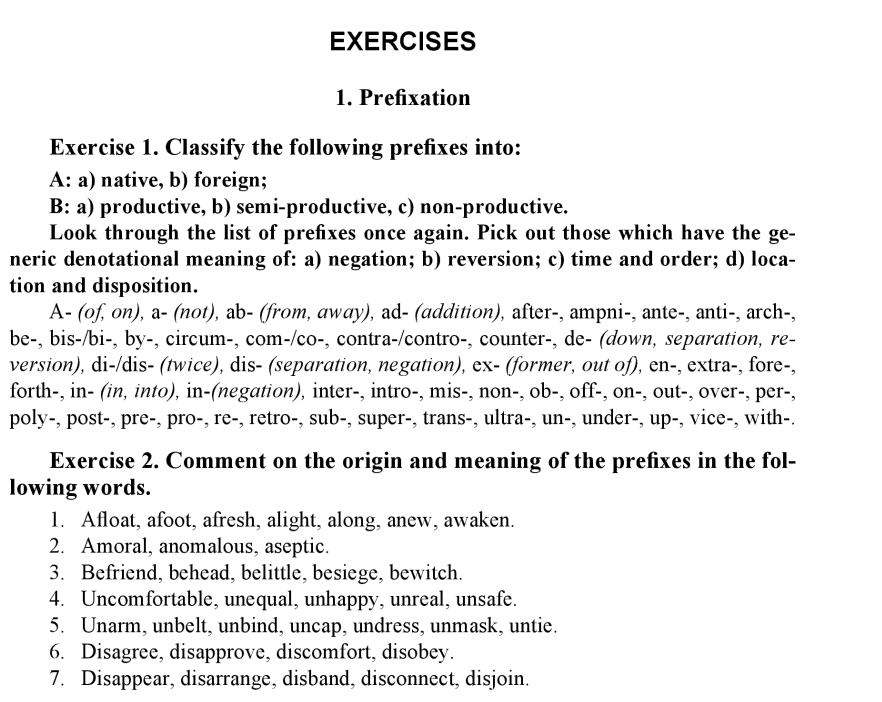 EXERCISES
1. Prefixation
Exercise 1. Classify the following prefixes into:
A: a) native, b) foreign;
B: a) productive, b) semi-productive, c) non-productive.
Look through the list of prefixes once again. Pick out those which have the ge-
neric denotational meaning of: a) negation; b) reversion; c) time and order; d) loca-
tion and disposition.
A- (of, on), a- (not), ab- (from, away), ad- (addition), after-, ampni-, ante-, anti-, arch-,
be-, bis-/bi-, by-, circum-, com-/co-, contra-/contro-, counter-, de- (down, separation, re-
version), di-/dis- (twice), dis- (separation, negation), ex- (former, out of), en-, extra-, fore-,
forth-, in- (in, into), in-(negation), inter-, intro-, mis-, non-, ob-, off-, on-, out-, over-, per-,
poly-, post-, pre-, pro-, re-, retro-, sub-, super-, trans-, ultra-, un-, under-, up-, vice-, with-.
Exercise 2. Comment on the origin and meaning of the prefixes in the fol-
lowing words.
1. Afloat, afoot, afresh, alight, along, anew, awaken.
2. Amoral, anomalous, aseptic.
3. Befriend, behead, belittle, besiege, bewitch.
4. Uncomfortable, unequal, unhappy, unreal, unsafe.
5. Unarm, unbelt, unbind, uncap, undress, unmask, untie.
6. Disagree, disapprove, discomfort, disobey.
7. Disappear, disarrange, disband, disconnect, disjoin.